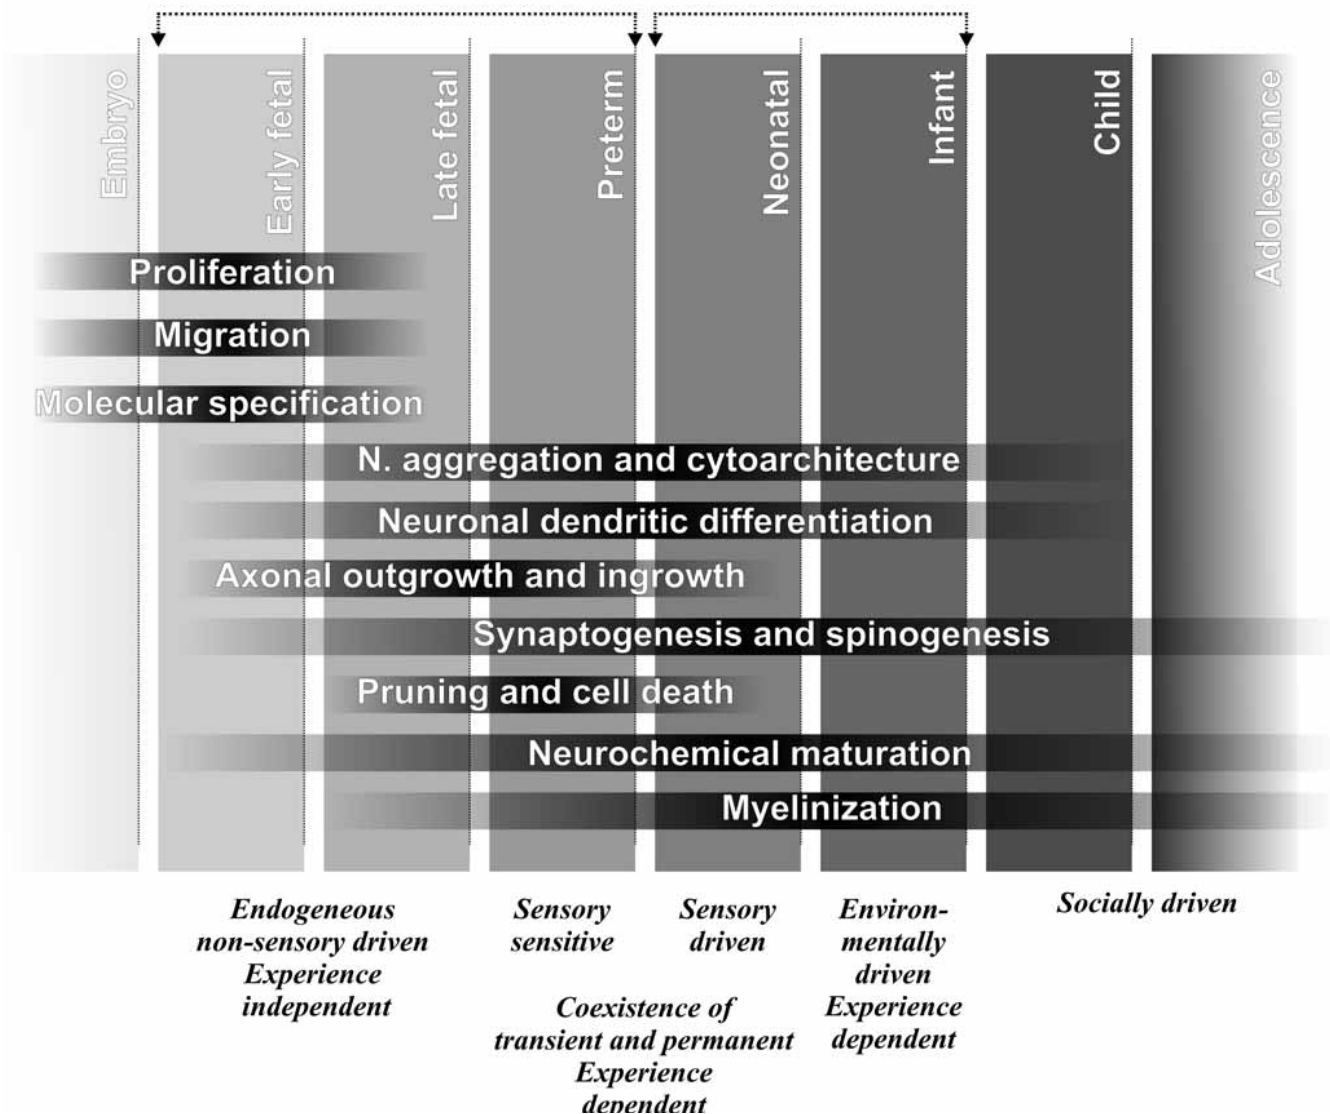 Embryo
Early fetal
Late fetal
Preterm
Neonatal
Infant
Child
Adolescence
Proliferation
Migration
Molecular specification
N. aggregation and cytoarchitecture
Neuronal dendritic differentiation
Axonal outgrowth and ingrowth
Synaptogenesis and spinogenesis
Pruning and cell death
Neurochemical maturation
Myelinization
Endogeneous
non-sensory driven
Experience
independent
Sensory
sensitive
Sensory
driven
Coexistence of
transient and permanent
Experience
dependent
Environ-
mentally
driven
Experience
dependent
Socially driven